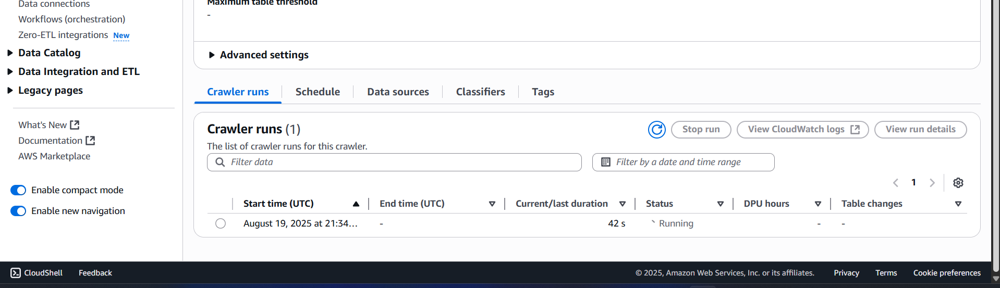 Data connections
Workflows (orchestration)
Zero-ETL integrations New
Data Catalog
Data Integration and ETL
Legacy pages
What's New
Documentation
AWS Marketplace
Enable compact mode
Enable new navigation
Maximum table threshold
-
Advanced settings
Crawler runs Schedule Data sources Classifiers Tags
Crawler runs (1)
Stop run View CloudWatch logs View run details
The list of crawler runs for this crawler.
Filter data Filter by a date and time range
1
Start time (UTC) End time (UTC) Current/last duration Status DPU hours Table changes
August 19, 2025 at 21:34... - 42 s Running - -
CloudShell Feedback © 2025, Amazon Web Services, Inc. or its affiliates. Privacy Terms Cookie preferences